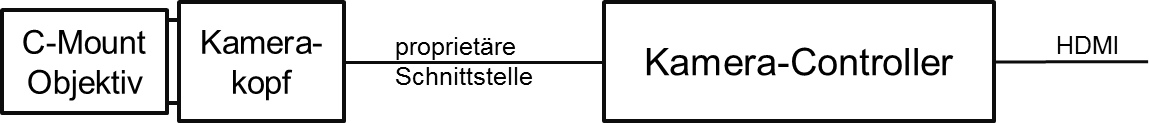 C-Mount
Objektiv
Kamera-
kopf
proprietäre
Schnittstelle
Kamera-Controller
HDMI